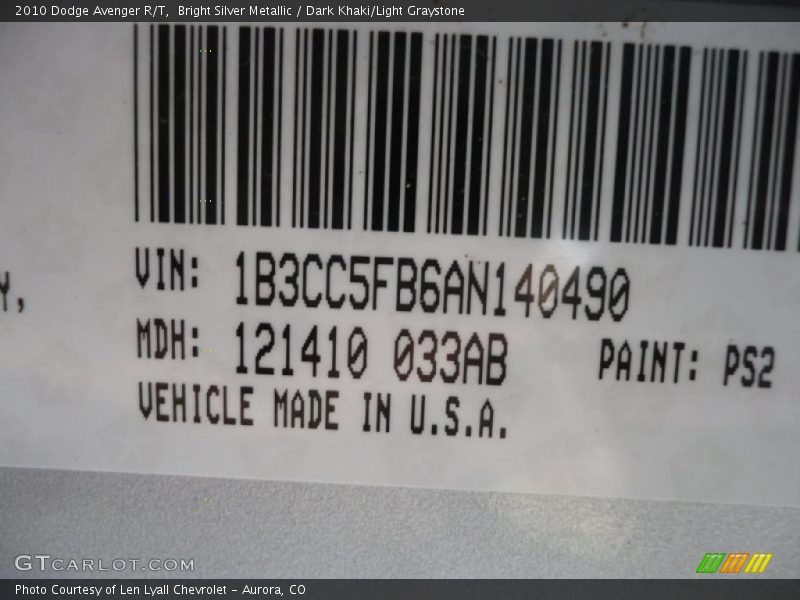 2010 Dodge Avenger R/T, Bright Silver Metallic / Dark Khaki/Light Graystone
VIN: 1B3CC5FB6AN140490
Y,
MDH: 121410 033AB PAINT: PS2
VEHICLE MADE IN U.S.A.
GTCARLOT.COM
Photo Courtesy of Len Lyall Chevrolet - Aurora, CO